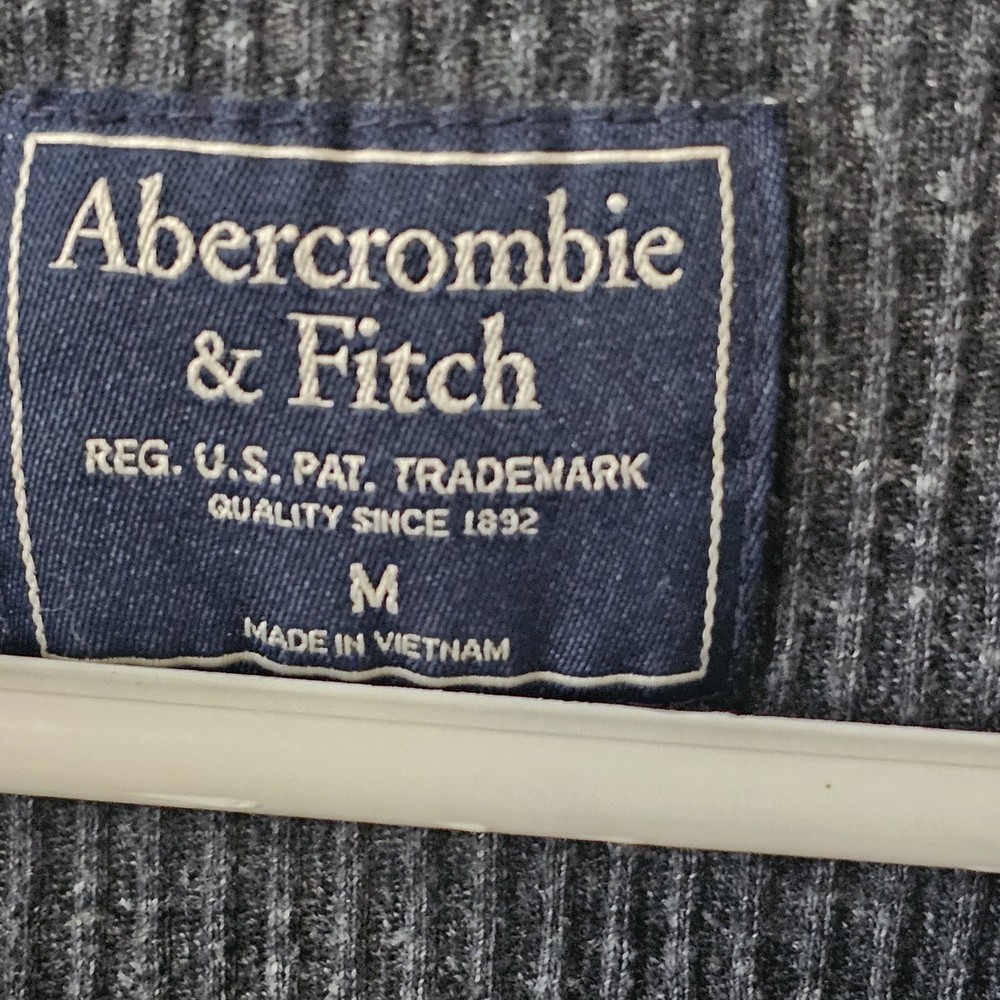 Abercrombie
& Fitch
REG. U.S. PAT. TRADEMARK
QUALITY SINCE 1892
M
MADE IN VIETNAM